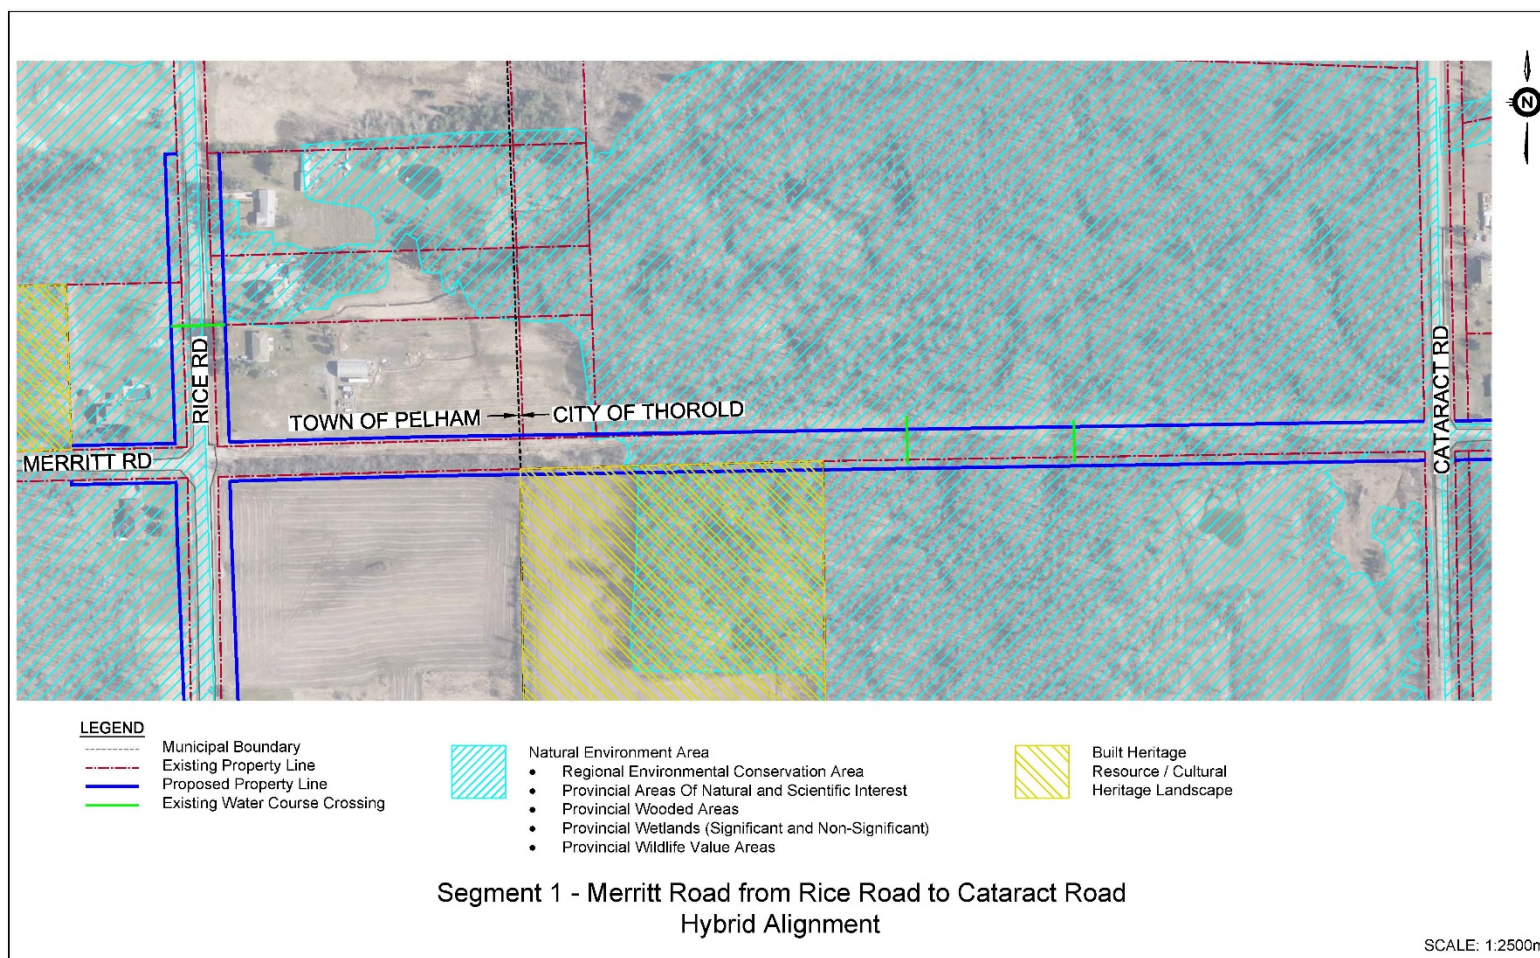 N
RICE RD
CATARACT RD
TOWN OF PELHAM
CITY OF THOROLD
MERRITT RD
LEGEND
Municipal Boundary
Existing Property Line
Proposed Property Line
Existing Water Course Crossing
Natural Environment Area
• Regional Environmental Conservation Area
• Provincial Areas Of Natural and Scientific Interest
• Provincial Wooded Areas
• Provincial Wetlands (Significant and Non-Significant)
• Provincial Wildlife Value Areas
Built Heritage
Resource / Cultural
Heritage Landscape
Segment 1 - Merritt Road from Rice Road to Cataract Road
Hybrid Alignment
SCALE: 1:2500m